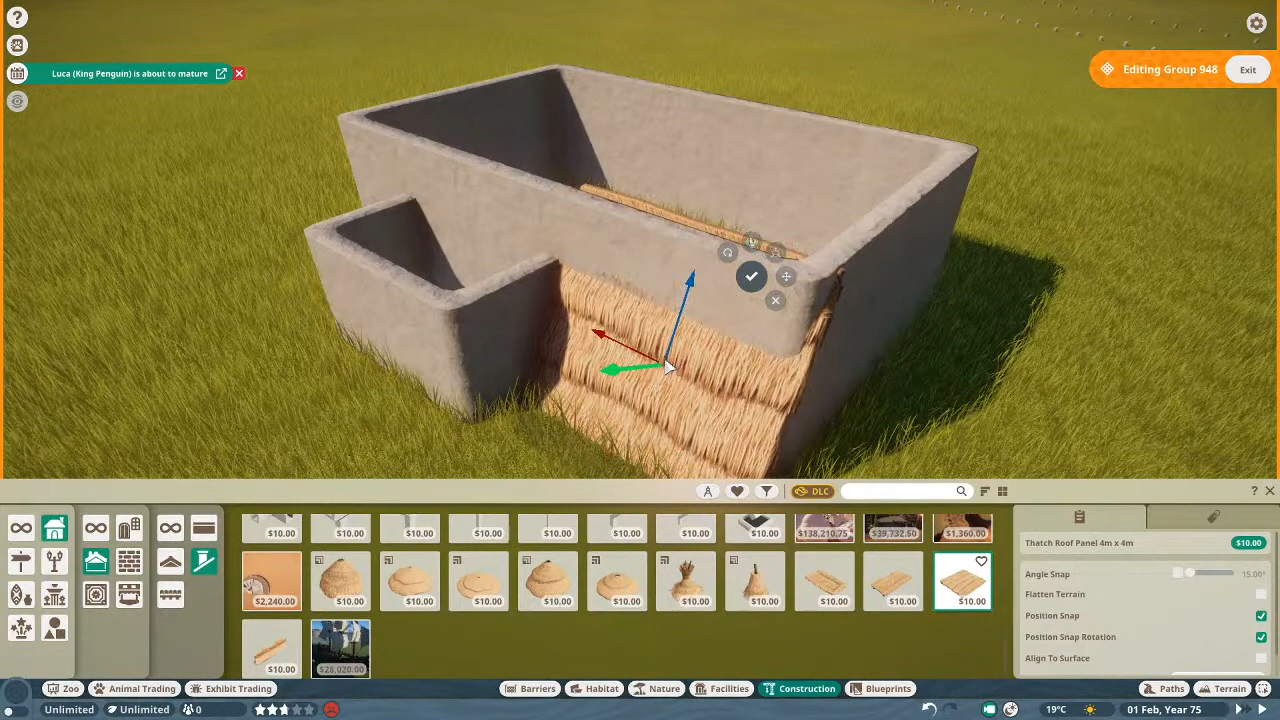 ?
Luca (King Penguin) is about to mature
Editing Group 948
Exit
DLC
?
$10.00 $10.00 $10.00 $10.00 $10.00 $10.00 $10.00 $10.00 $138,210.75 $39,732.50 $1,360.00
$2,240.00 $10.00 $10.00 $10.00 $10.00 $10.00 $10.00 $10.00 $10.00 $10.00 $10.00
$10.00 $28,020.00
Thatch Roof Panel 4m x 4m $10.00
Angle Snap 15.00°
Flatten Terrain
Position Snap
Position Snap Rotation
Align To Surface
Zoo Animal Trading Exhibit Trading Barriers Habitat Nature Facilities Construction Blueprints Paths Terrain
Unlimited Unlimited 0 19°C 01 Feb, Year 75